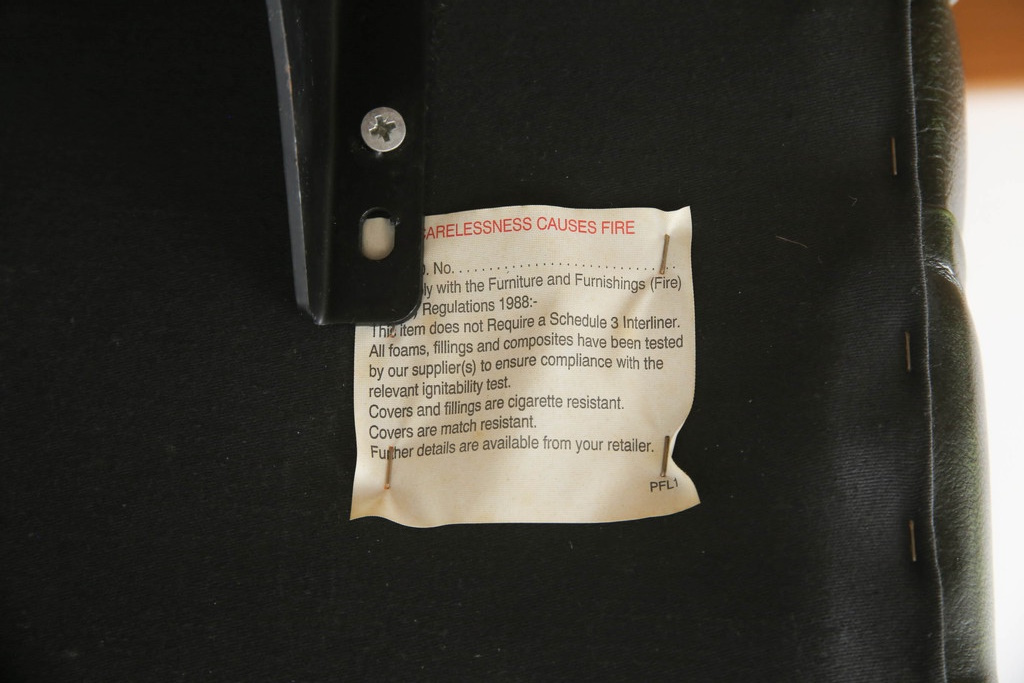 ARELESSNESS CAUSES FIRE
. No. . . . . . . . . . . . . . . . . . . . . . . . . . . .
ly with the Furniture and Furnishings (Fire)
Regulations 1988:-
This item does not Require a Schedule 3 Interliner.
All foams, fillings and composites have been tested
by our supplier(s) to ensure compliance with the
relevant ignitability test.
Covers and fillings are cigarette resistant.
Covers are match resistant.
Further details are available from your retailer.
PFL1